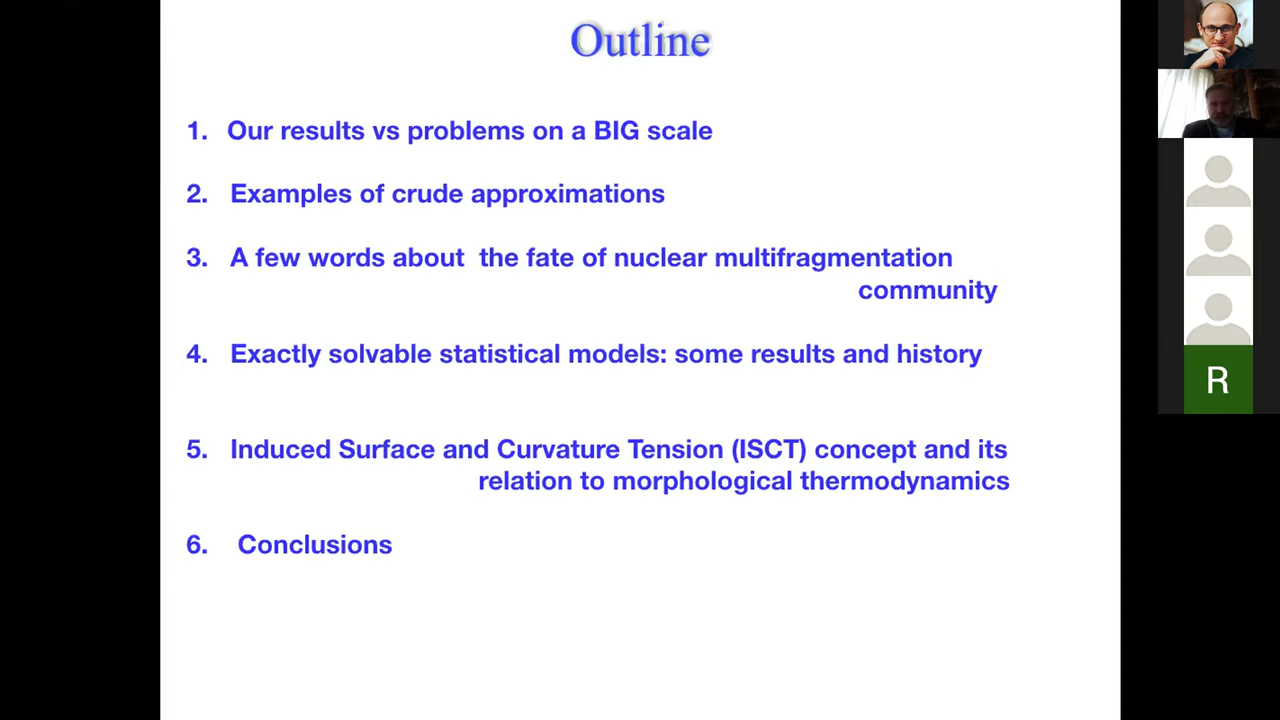 Outline
1. Our results vs problems on a BIG scale
2. Examples of crude approximations
3. A few words about the fate of nuclear multifragmentation
community
4. Exactly solvable statistical models: some results and history
5. Induced Surface and Curvature Tension (ISCT) concept and its
relation to morphological thermodynamics
6. Conclusions
R